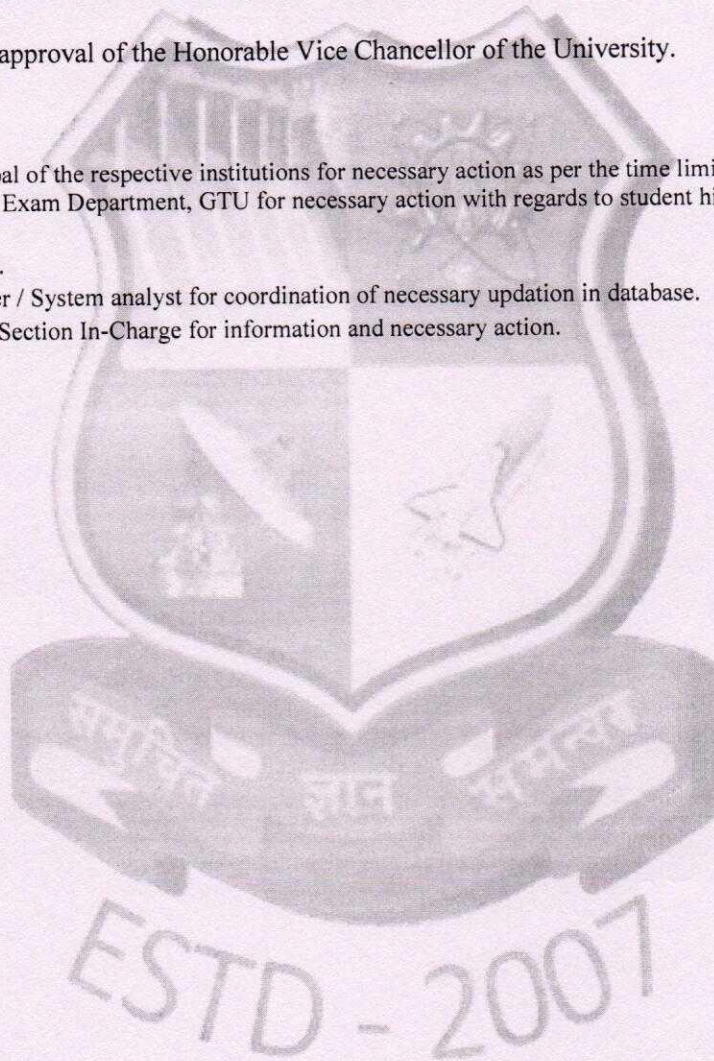 approval of the Honorable Vice Chancellor of the University.
pal of the respective institutions for necessary action as per the time limi
Exam Department, GTU for necessary action with regards to student hi
.
er / System analyst for coordination of necessary updation in database.
Section In-Charge for information and necessary action.
समुचित ज्ञान समन्वय
ESTD - 2007